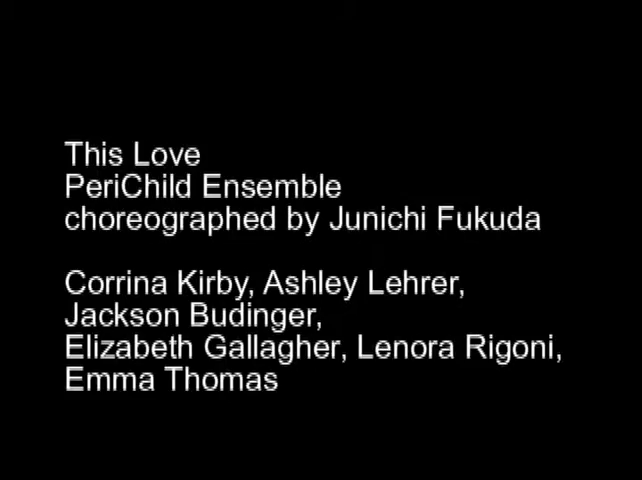 This Love
PeriChild Ensemble
choreographed by Junichi Fukuda
Corrina Kirby, Ashley Lehrer,
Jackson Budinger,
Elizabeth Gallagher, Lenora Rigoni,
Emma Thomas